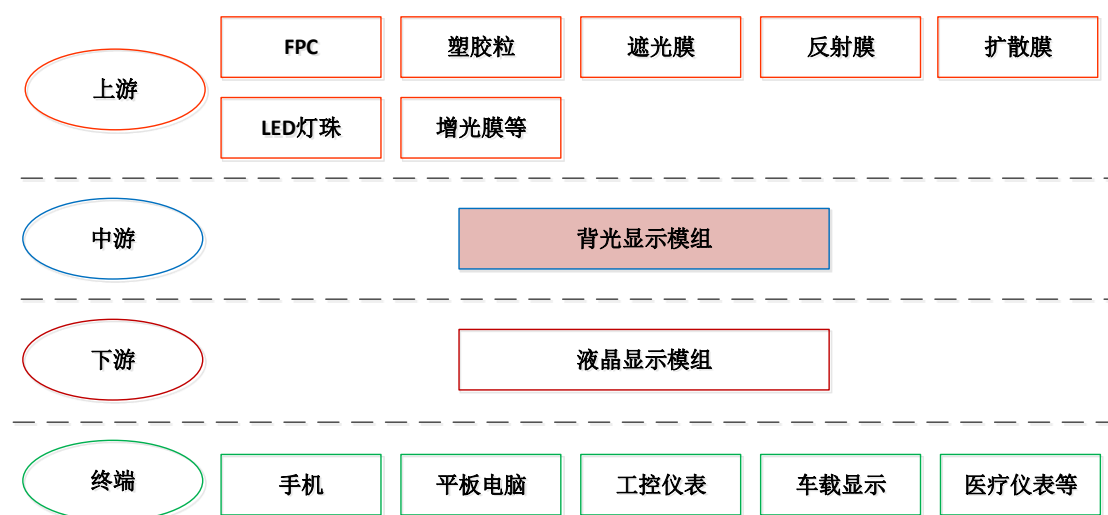 上游
FPC
塑胶粒
遮光膜
反射膜
扩散膜
LED灯珠
增光膜等
中游
背光显示模组
下游
液晶显示模组
终端
手机
平板电脑
工控仪表
车载显示
医疗仪表等